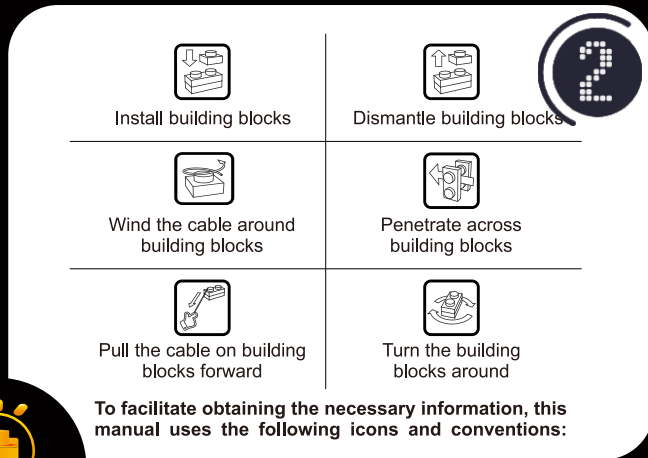 2
Install building blocks
Dismantle building blocks
Wind the cable around
building blocks
Penetrate across
building blocks
Pull the cable on building
blocks forward
Turn the building
blocks around
To facilitate obtaining the necessary information, this
manual uses the following icons and conventions: